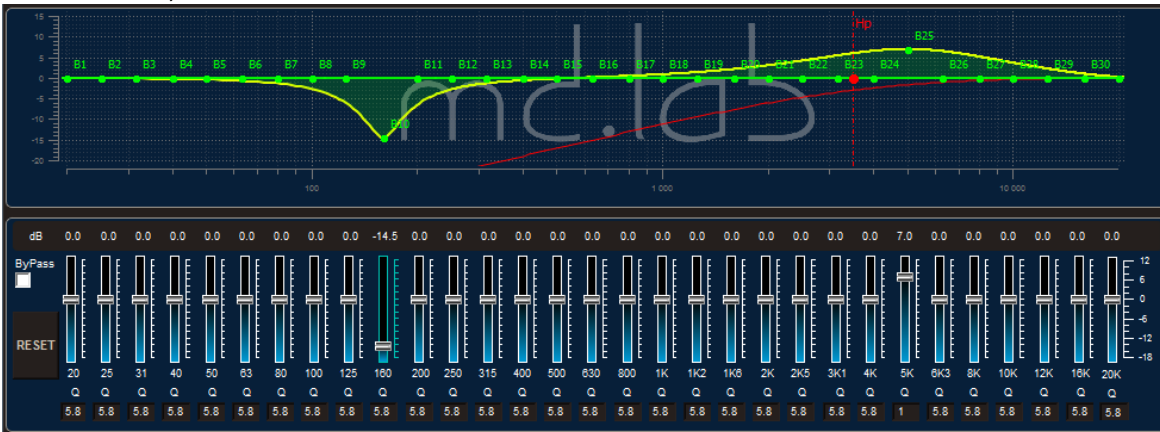 15
10
5
0
-5
-10
-15
-20
Hp
B25
B1 B2 B3 B4 B5 B6 B7 B8 B9 B11 B12 B13 B14 B15 B16 B17 B18 B19 B20 B21 B22 B23 B24 B26 B27 B28 B29 B30
B10
md.lab
100 1 000 10 000
dB 0.0 0.0 0.0 0.0 0.0 0.0 0.0 0.0 0.0 -14.5 0.0 0.0 0.0 0.0 0.0 0.0 0.0 0.0 0.0 0.0 0.0 0.0 0.0 0.0 7.0 0.0 0.0 0.0 0.0 0.0 0.0
ByPass
RESET
12
6
0
-6
-12
-18
20 25 31 40 50 63 80 100 125 160 200 250 315 400 500 630 800 1K 1K2 1K6 2K 2K5 3K1 4K 5K 6K3 8K 10K 12K 16K 20K
Q Q Q Q Q Q Q Q Q Q Q Q Q Q Q Q Q Q Q Q Q Q Q Q Q Q Q Q Q Q Q
5.8 5.8 5.8 5.8 5.8 5.8 5.8 5.8 5.8 5.8 5.8 5.8 5.8 5.8 5.8 5.8 5.8 5.8 5.8 5.8 5.8 5.8 5.8 5.8 1 5.8 5.8 5.8 5.8 5.8 5.8